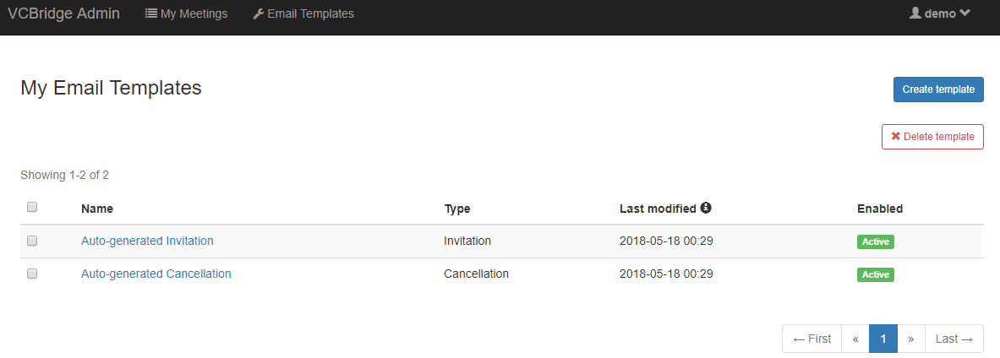 VCBridge Admin My Meetings Email Templates demo
My Email Templates
Create template
Delete template
Showing 1-2 of 2
Name Type Last modified Enabled
Auto-generated Invitation Invitation 2018-05-18 00:29 Active
Auto-generated Cancellation Cancellation 2018-05-18 00:29 Active
← First « 1 » Last →